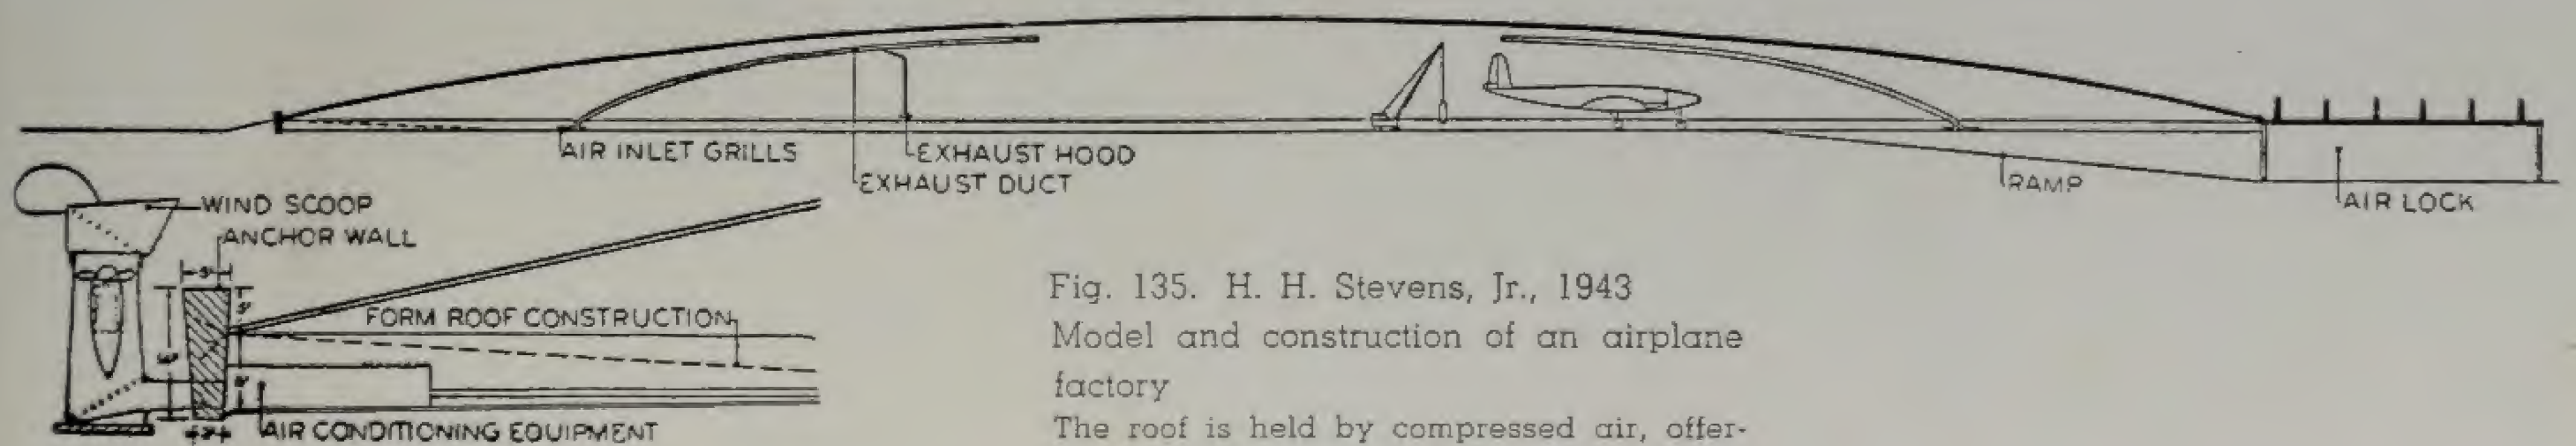 AIR INLET GRILLS
EXHAUST HOOD
EXHAUST DUCT
RAMP
AIR LOCK
WIND SCOOP
ANCHOR WALL
FORM ROOF CONSTRUCTION
AIR CONDITIONING EQUIPMENT
Fig. 135. H. H. Stevens, Jr., 1943
Model and construction of an airplane
factory
The roof is held by compressed air, offer-